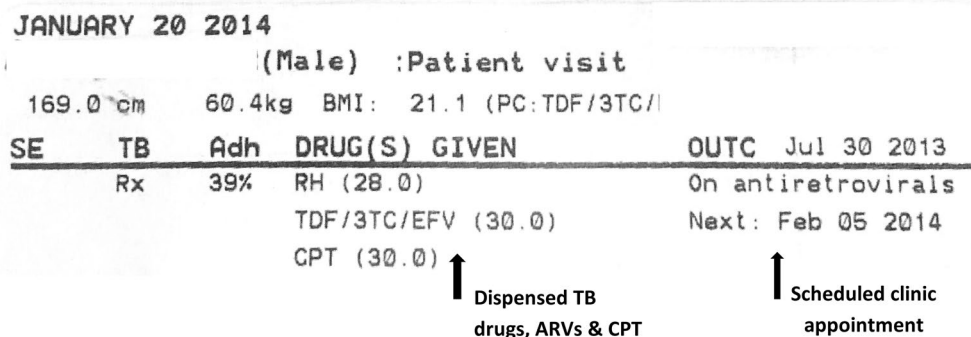 JANUARY 20 2014
(Male) :Patient visit
169.0 cm 60.4kg BMI: 21.1 (PC:TDF/3TC/
SE TB Adh DRUG(S) GIVEN OUTC Jul 30 2013
Rx 39% RH (28.0) On antiretrovirals
TDF/3TC/EFV (30.0) Next: Feb 05 2014
CPT (30.0)
Dispensed TB Scheduled clinic
drugs, ARVs & CPT appointment